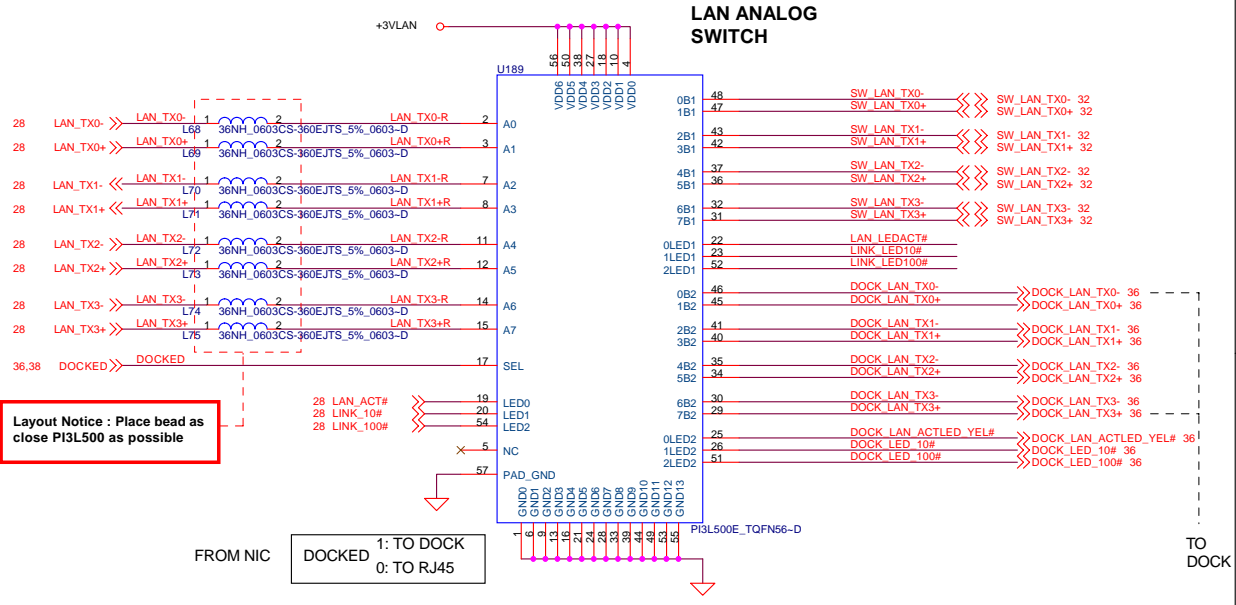 LAN ANALOG
SWITCH
+3VLAN
U189
56 50 38 27 18 10 4
VDD6 VDD5 VDD4 VDD3 VDD2 VDD1 VDD0
28 LAN_TX0- LAN_TX0- 1 2 LAN_TX0-R 2 A0
L68 36NH_0603CS-360EJTS_5%_0603~D
28 LAN_TX0+ LAN_TX0+ 1 2 LAN_TX0+R 3 A1
L69 36NH_0603CS-360EJTS_5%_0603~D
28 LAN_TX1- LAN_TX1- 1 2 LAN_TX1-R 7 A2
L70 36NH_0603CS-360EJTS_5%_0603~D
28 LAN_TX1+ LAN_TX1+ 1 2 LAN_TX1+R 8 A3
L71 36NH_0603CS-360EJTS_5%_0603~D
28 LAN_TX2- LAN_TX2- 1 2 LAN_TX2-R 11 A4
L72 36NH_0603CS-360EJTS_5%_0603~D
28 LAN_TX2+ LAN_TX2+ 1 2 LAN_TX2+R 12 A5
L73 36NH_0603CS-360EJTS_5%_0603~D
28 LAN_TX3- LAN_TX3- 1 2 LAN_TX3-R 14 A6
L74 36NH_0603CS-360EJTS_5%_0603~D
28 LAN_TX3+ LAN_TX3+ 1 2 LAN_TX3+R 15 A7
L75 36NH_0603CS-360EJTS_5%_0603~D
36,38 DOCKED DOCKED 17 SEL
28 LAN_ACT# 19 LED0
28 LINK_10# 20 LED1
28 LINK_100# 54 LED2
5 NC
57 PAD_GND
Layout Notice : Place bead as
close PI3L500 as possible
0B1 48 SW_LAN_TX0- SW_LAN_TX0- 32
1B1 47 SW_LAN_TX0+ SW_LAN_TX0+ 32
2B1 43 SW_LAN_TX1- SW_LAN_TX1- 32
3B1 42 SW_LAN_TX1+ SW_LAN_TX1+ 32
4B1 37 SW_LAN_TX2- SW_LAN_TX2- 32
5B1 36 SW_LAN_TX2+ SW_LAN_TX2+ 32
6B1 32 SW_LAN_TX3- SW_LAN_TX3- 32
7B1 31 SW_LAN_TX3+ SW_LAN_TX3+ 32
0LED1 22 LAN_LEDACT#
1LED1 23 LINK_LED10#
2LED1 52 LINK_LED100#
0B2 46 DOCK_LAN_TX0- DOCK_LAN_TX0- 36
1B2 45 DOCK_LAN_TX0+ DOCK_LAN_TX0+ 36
2B2 41 DOCK_LAN_TX1- DOCK_LAN_TX1- 36
3B2 40 DOCK_LAN_TX1+ DOCK_LAN_TX1+ 36
4B2 35 DOCK_LAN_TX2- DOCK_LAN_TX2- 36
5B2 34 DOCK_LAN_TX2+ DOCK_LAN_TX2+ 36
6B2 30 DOCK_LAN_TX3- DOCK_LAN_TX3- 36
7B2 29 DOCK_LAN_TX3+ DOCK_LAN_TX3+ 36
0LED2 25 DOCK_LAN_ACTLED_YEL# DOCK_LAN_ACTLED_YEL# 36
1LED2 26 DOCK_LED_10# DOCK_LED_10# 36
2LED2 51 DOCK_LED_100# DOCK_LED_100# 36
GND0 GND1 GND2 GND3 GND4 GND5 GND6 GND7 GND8 GND9 GND10 GND11 GND12 GND13
1 6 9 13 16 21 24 28 33 39 44 49 53 55
PI3L500E_TQFN56~D
FROM NIC
DOCKED
1: TO DOCK
0: TO RJ45
TO
DOCK